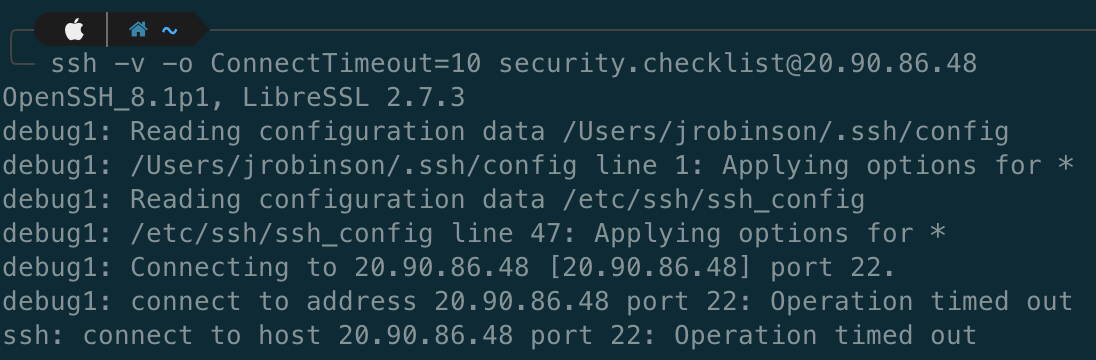 ~
ssh -v -o ConnectTimeout=10 security.checklist@20.90.86.48
OpenSSH_8.1p1, LibreSSL 2.7.3
debug1: Reading configuration data /Users/jrobinson/.ssh/config
debug1: /Users/jrobinson/.ssh/config line 1: Applying options for *
debug1: Reading configuration data /etc/ssh/ssh_config
debug1: /etc/ssh/ssh_config line 47: Applying options for *
debug1: Connecting to 20.90.86.48 [20.90.86.48] port 22.
debug1: connect to address 20.90.86.48 port 22: Operation timed out
ssh: connect to host 20.90.86.48 port 22: Operation timed out